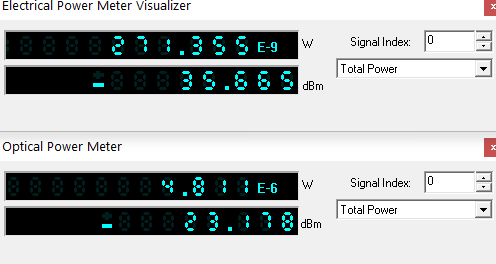 Electrical Power Meter Visualizer x
271.355 E-9 W Signal Index: 0
Total Power
-35.665 dBm
Optical Power Meter x
4.811 E-6 W Signal Index: 0
Total Power
-23.178 dBm